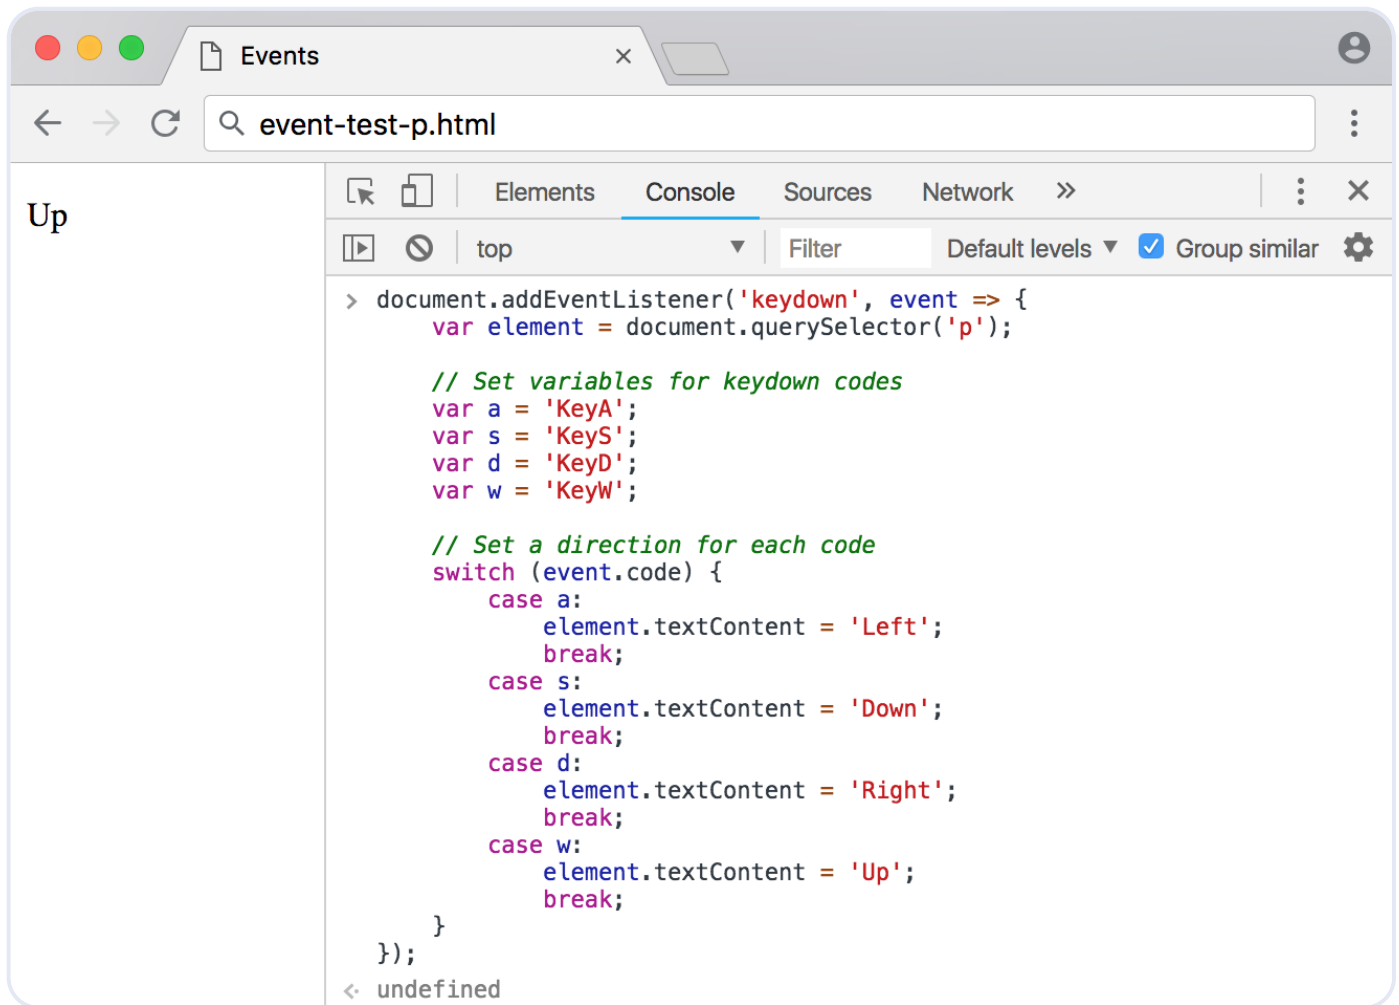 Events
event-test-p.html
Up
Elements Console Sources Network
top Filter Default levels Group similar
document.addEventListener('keydown', event => {
    var element = document.querySelector('p');

    // Set variables for keydown codes
    var a = 'KeyA';
    var s = 'KeyS';
    var d = 'KeyD';
    var w = 'KeyW';

    // Set a direction for each code
    switch (event.code) {
        case a:
            element.textContent = 'Left';
            break;
        case s:
            element.textContent = 'Down';
            break;
        case d:
            element.textContent = 'Right';
            break;
        case w:
            element.textContent = 'Up';
            break;
    }
});
undefined